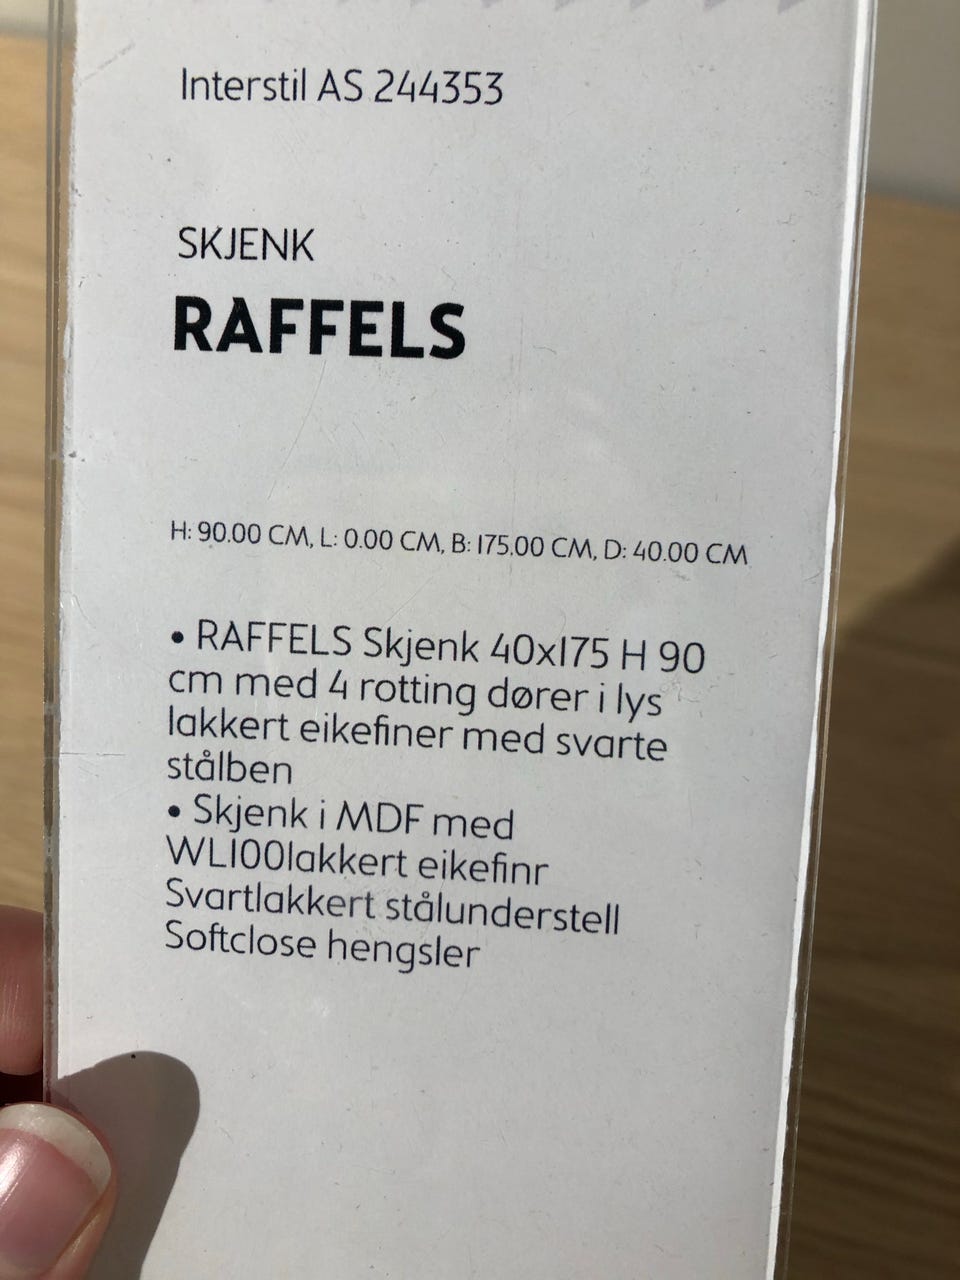 Interstil AS 244353
SKJENK
RAFFELS
H: 90.00 CM, L: 0.00 CM, B: 175.00 CM, D: 40.00 CM
• RAFFELS Skjenk 40x175 H 90
cm med 4 rotting dører i lys
lakkert eikefiner med svarte
stålben
• Skjenk i MDF med
WL100lakkert eikefinr
Svartlakkert stålunderstell
Softclose hengsler